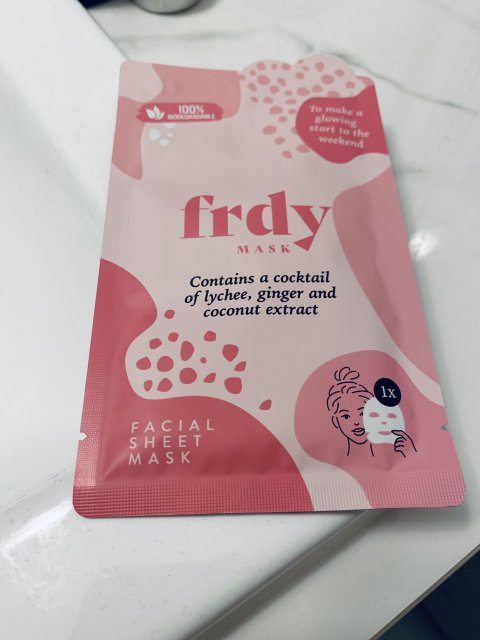 100%
BIODEGRADABLE
To make a
glowing
start to the
weekend
frdy
MASK
Contains a cocktail
of lychee, ginger and
coconut extract
1x
FACIAL
SHEET
MASK